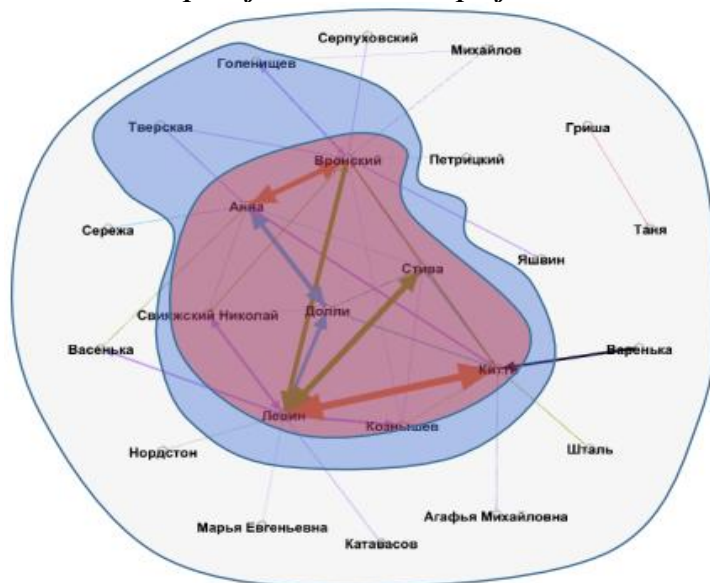 Серпуховский
Михайлов
Голенищев
Тверская
Гриша
Вронский
Петрицкий
Анна
Сережа
Таня
Яшвин
Стива
Долли
Свияжский Николай
Васенька
Варенька
Китти
Левин
Кознышев
Нордстон
Шталь
Агафья Михайловна
Марья Евгеньевна
Катавасов